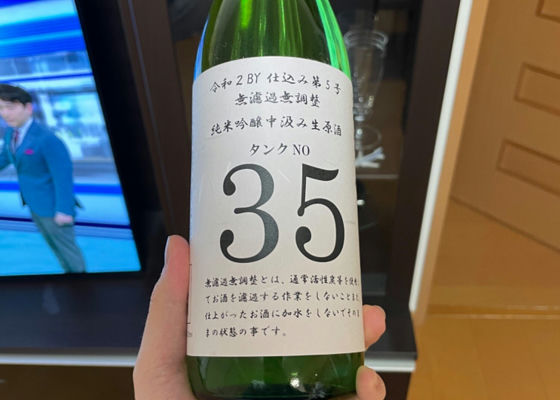 令和2BY 仕込み第5号
無濾過無調整
純米吟醸中汲み生原酒
タンクNO
35
無濾過無調整とは、通常活性炭等を使
てお酒を濾過する作業をしないことま
仕上がったお酒に加水をしないでその
まの状態の事です。